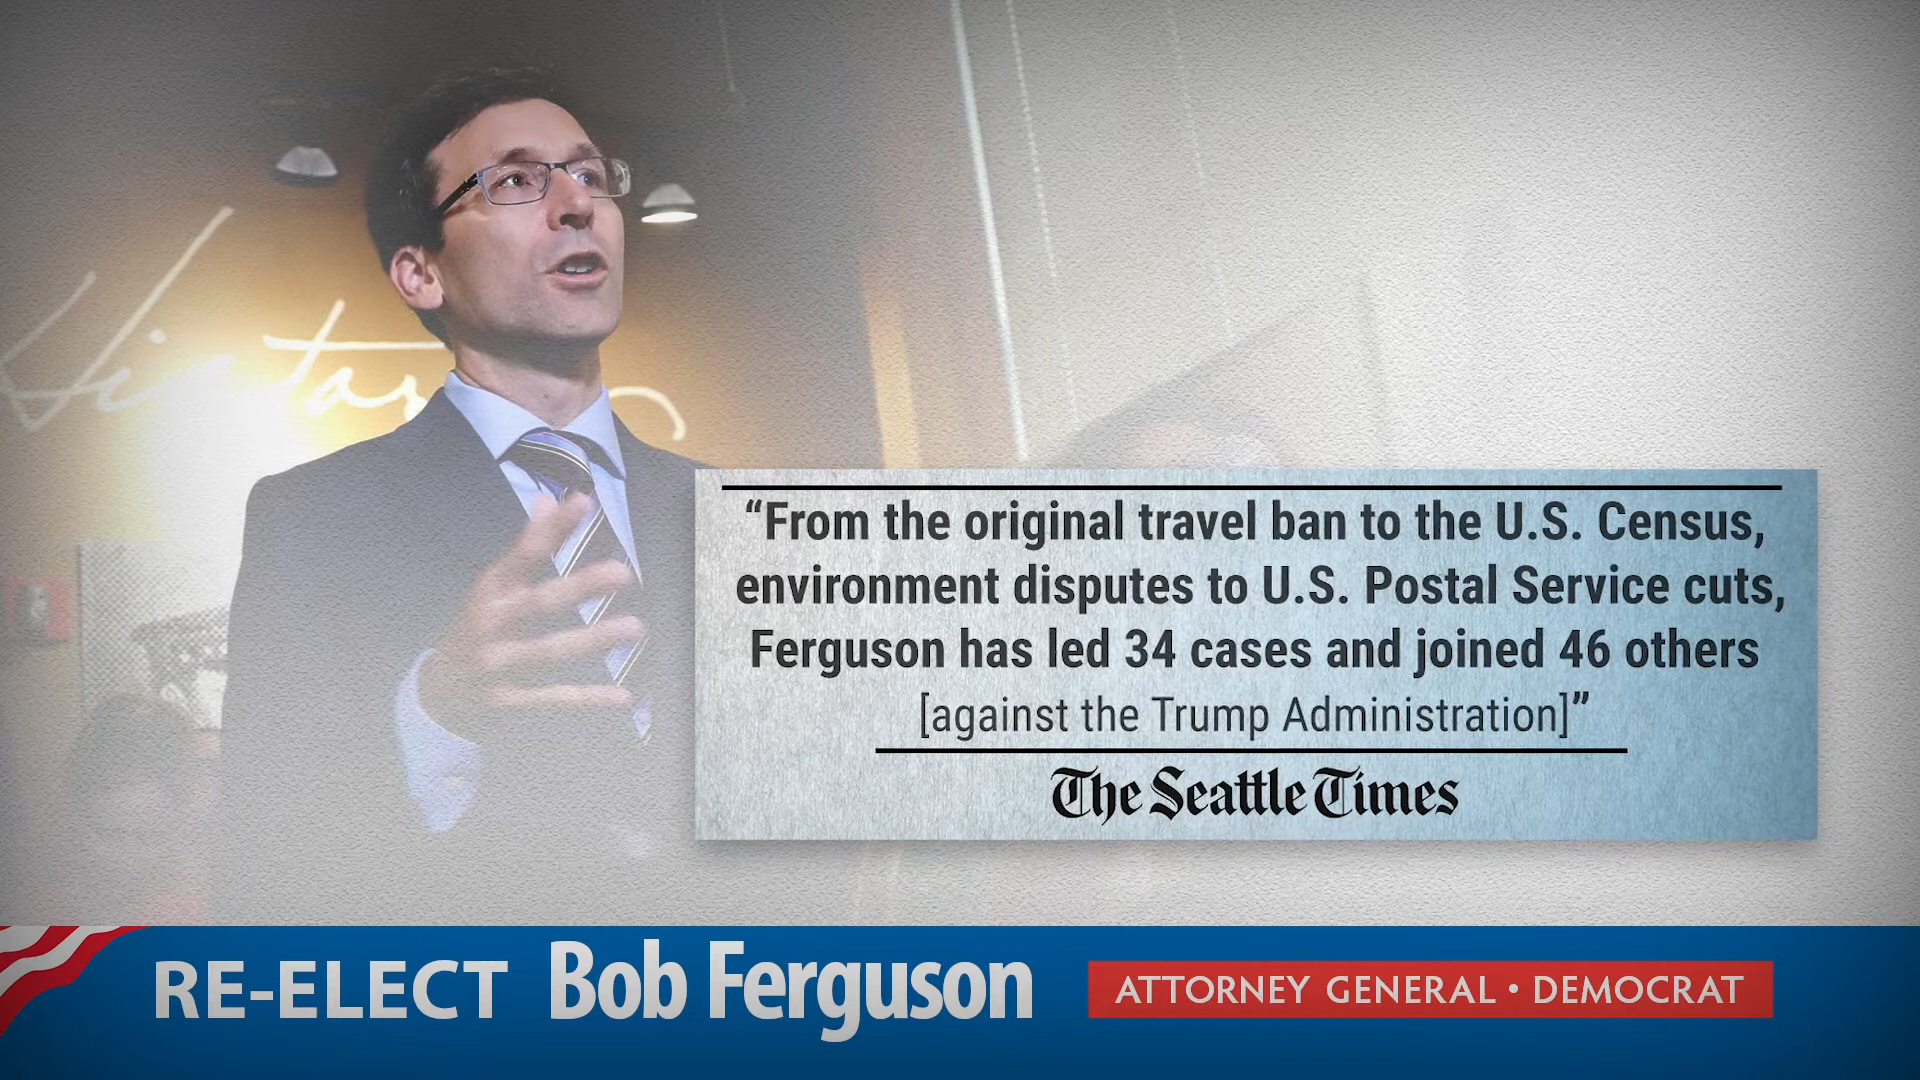 History
“From the original travel ban to the U.S. Census,
environment disputes to U.S. Postal Service cuts,
Ferguson has led 34 cases and joined 46 others
[against the Trump Administration]”
The Seattle Times
RE-ELECT Bob Ferguson ATTORNEY GENERAL • DEMOCRAT